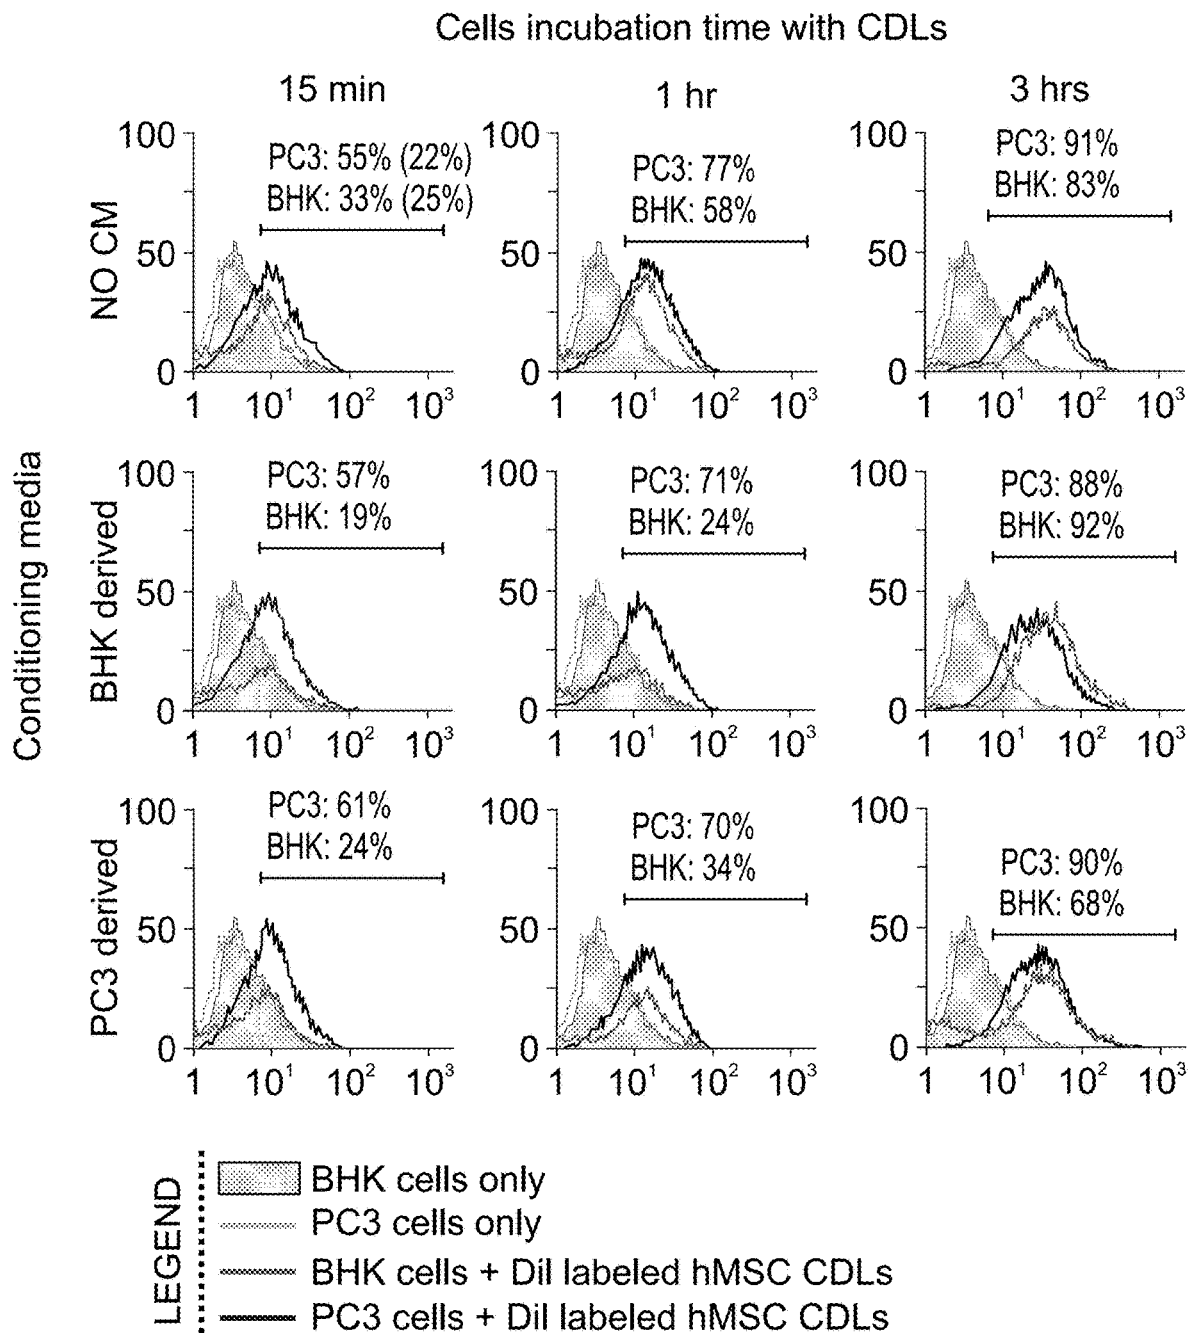 Cells incubation time with CDLs
15 min
1 hr
3 hrs
Conditioning media
NO CM
100
50
0
PC3: 55% (22%)
BHK: 33% (25%)
1 10¹ 10² 10³
100
50
0
PC3: 77%
BHK: 58%
1 10¹ 10² 10³
100
50
0
PC3: 91%
BHK: 83%
1 10¹ 10² 10³
BHK derived
100
50
0
PC3: 57%
BHK: 19%
1 10¹ 10² 10³
100
50
0
PC3: 71%
BHK: 24%
1 10¹ 10² 10³
100
50
0
PC3: 88%
BHK: 92%
1 10¹ 10² 10³
PC3 derived
100
50
0
PC3: 61%
BHK: 24%
1 10¹ 10² 10³
100
50
0
PC3: 70%
BHK: 34%
1 10¹ 10² 10³
100
50
0
PC3: 90%
BHK: 68%
1 10¹ 10² 10³
LEGEND
BHK cells only
PC3 cells only
BHK cells + Dil labeled hMSC CDLs
PC3 cells + Dil labeled hMSC CDLs